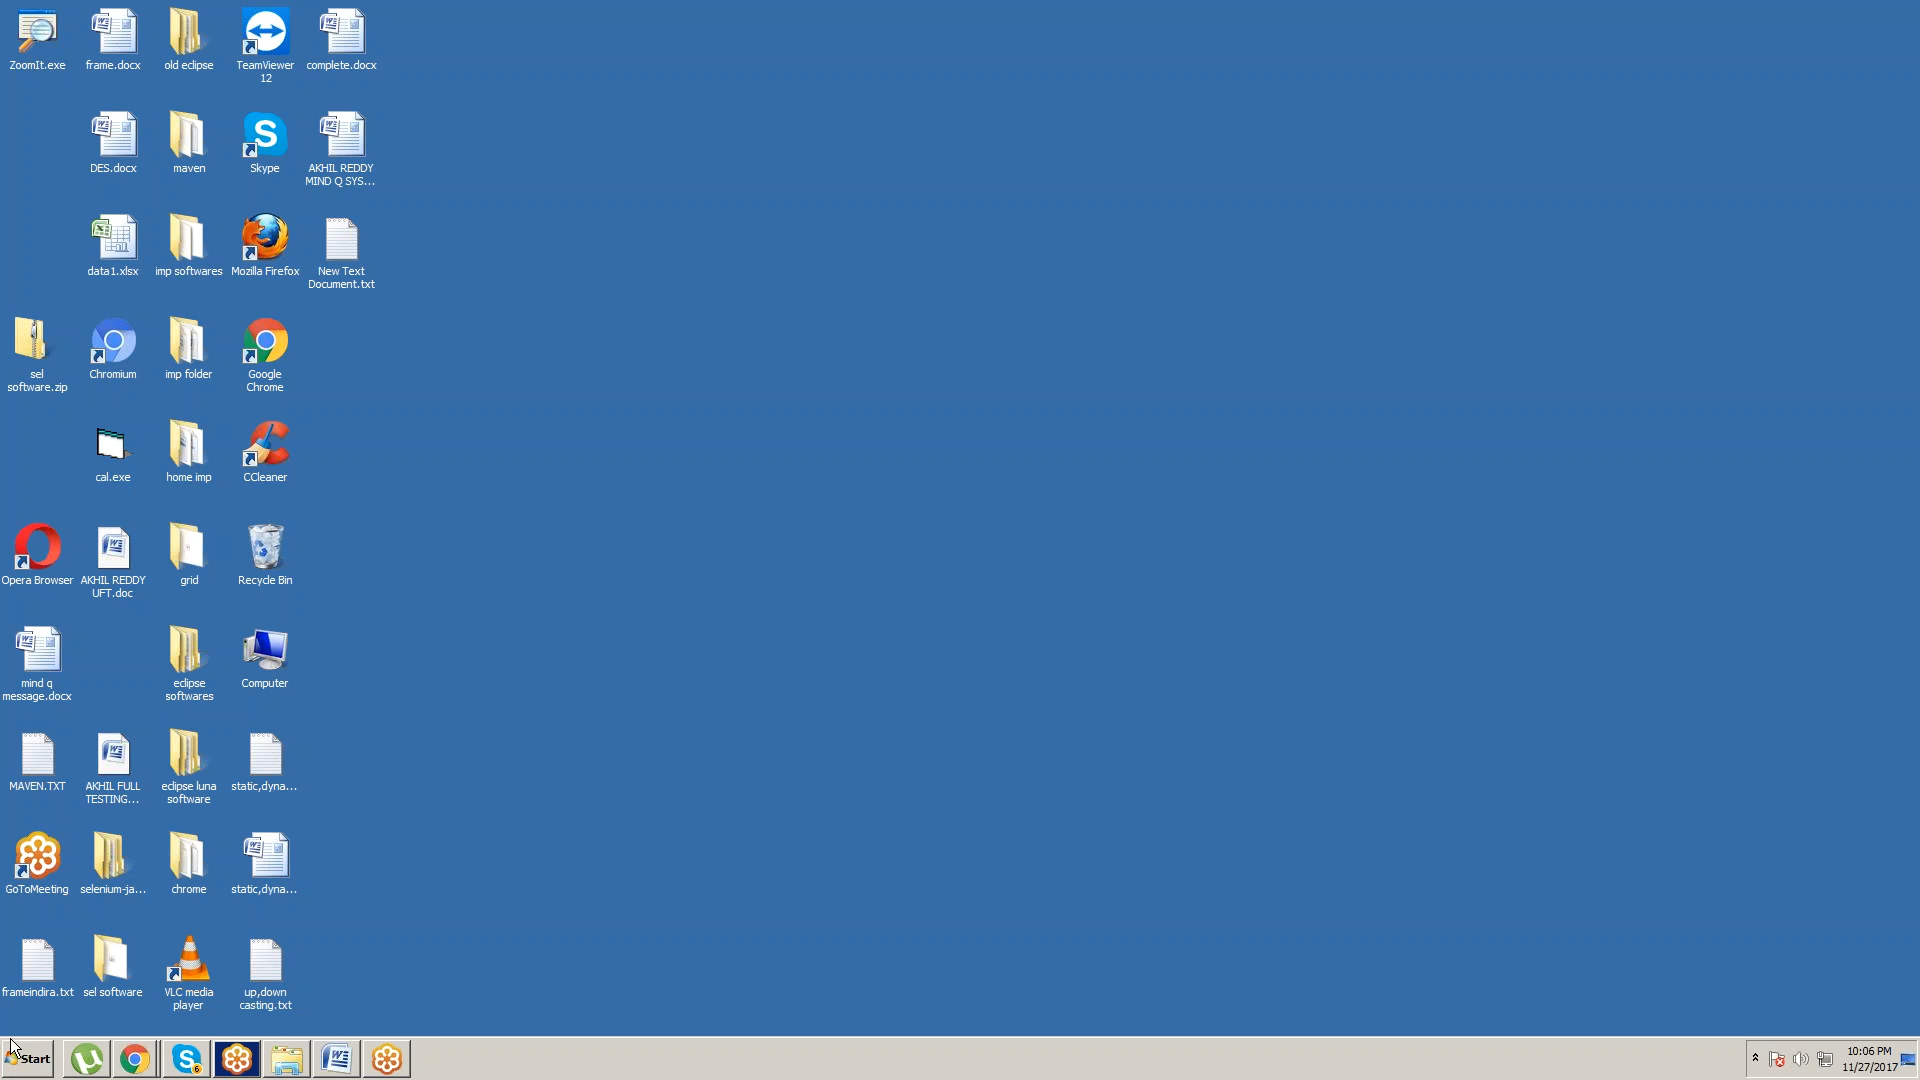 ZoomIt.exe
frame.docx
old eclipse
TeamViewer
12
complete.docx
DES.docx
maven
Skype
AKHIL REDDY
MIND Q SYS...
data1.xlsx
imp softwares
Mozilla Firefox
New Text
Document.txt
sel
software.zip
Chromium
imp folder
Google
Chrome
cal.exe
home imp
CCleaner
Opera Browser
AKHIL REDDY
UFT.doc
grid
Recycle Bin
mind q
message.docx
eclipse
softwares
Computer
MAVEN.TXT
AKHIL FULL
TESTING...
eclipse luna
software
static,dyna...
GoToMeeting
selenium-ja...
chrome
static,dyna...
frameindira.txt
sel software
VLC media
player
up,down
casting.txt
Start
6
10:06 PM
11/27/2017